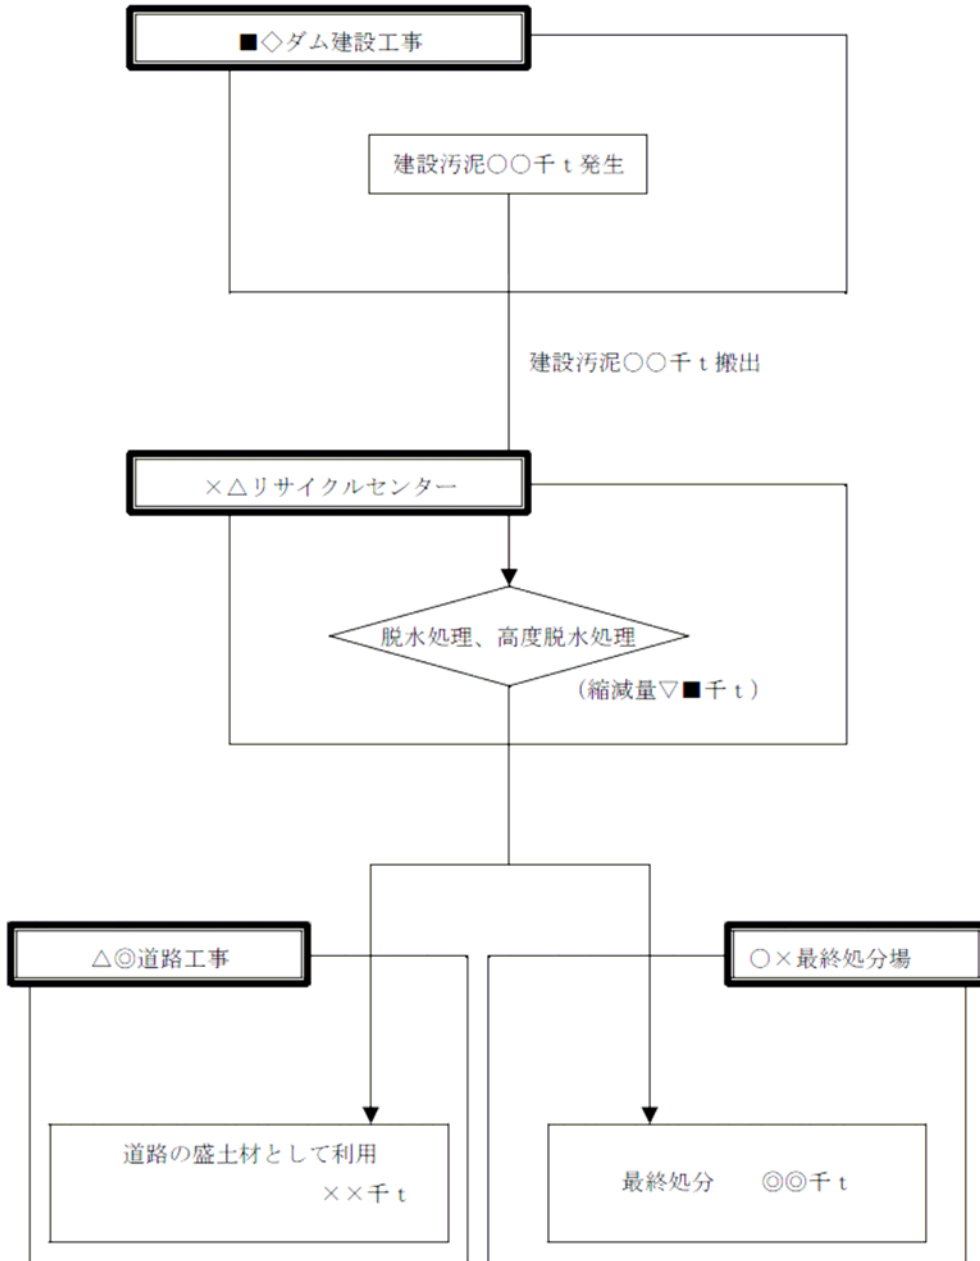 ■◇ダム建設工事
建設汚泥○○千ｔ発生
建設汚泥○○千ｔ搬出
×△リサイクルセンター
脱水処理、高度脱水処理
（縮減量▽■千ｔ）
△◎道路工事
○×最終処分場
道路の盛土材として利用
××千ｔ
最終処分　　◎◎千ｔ